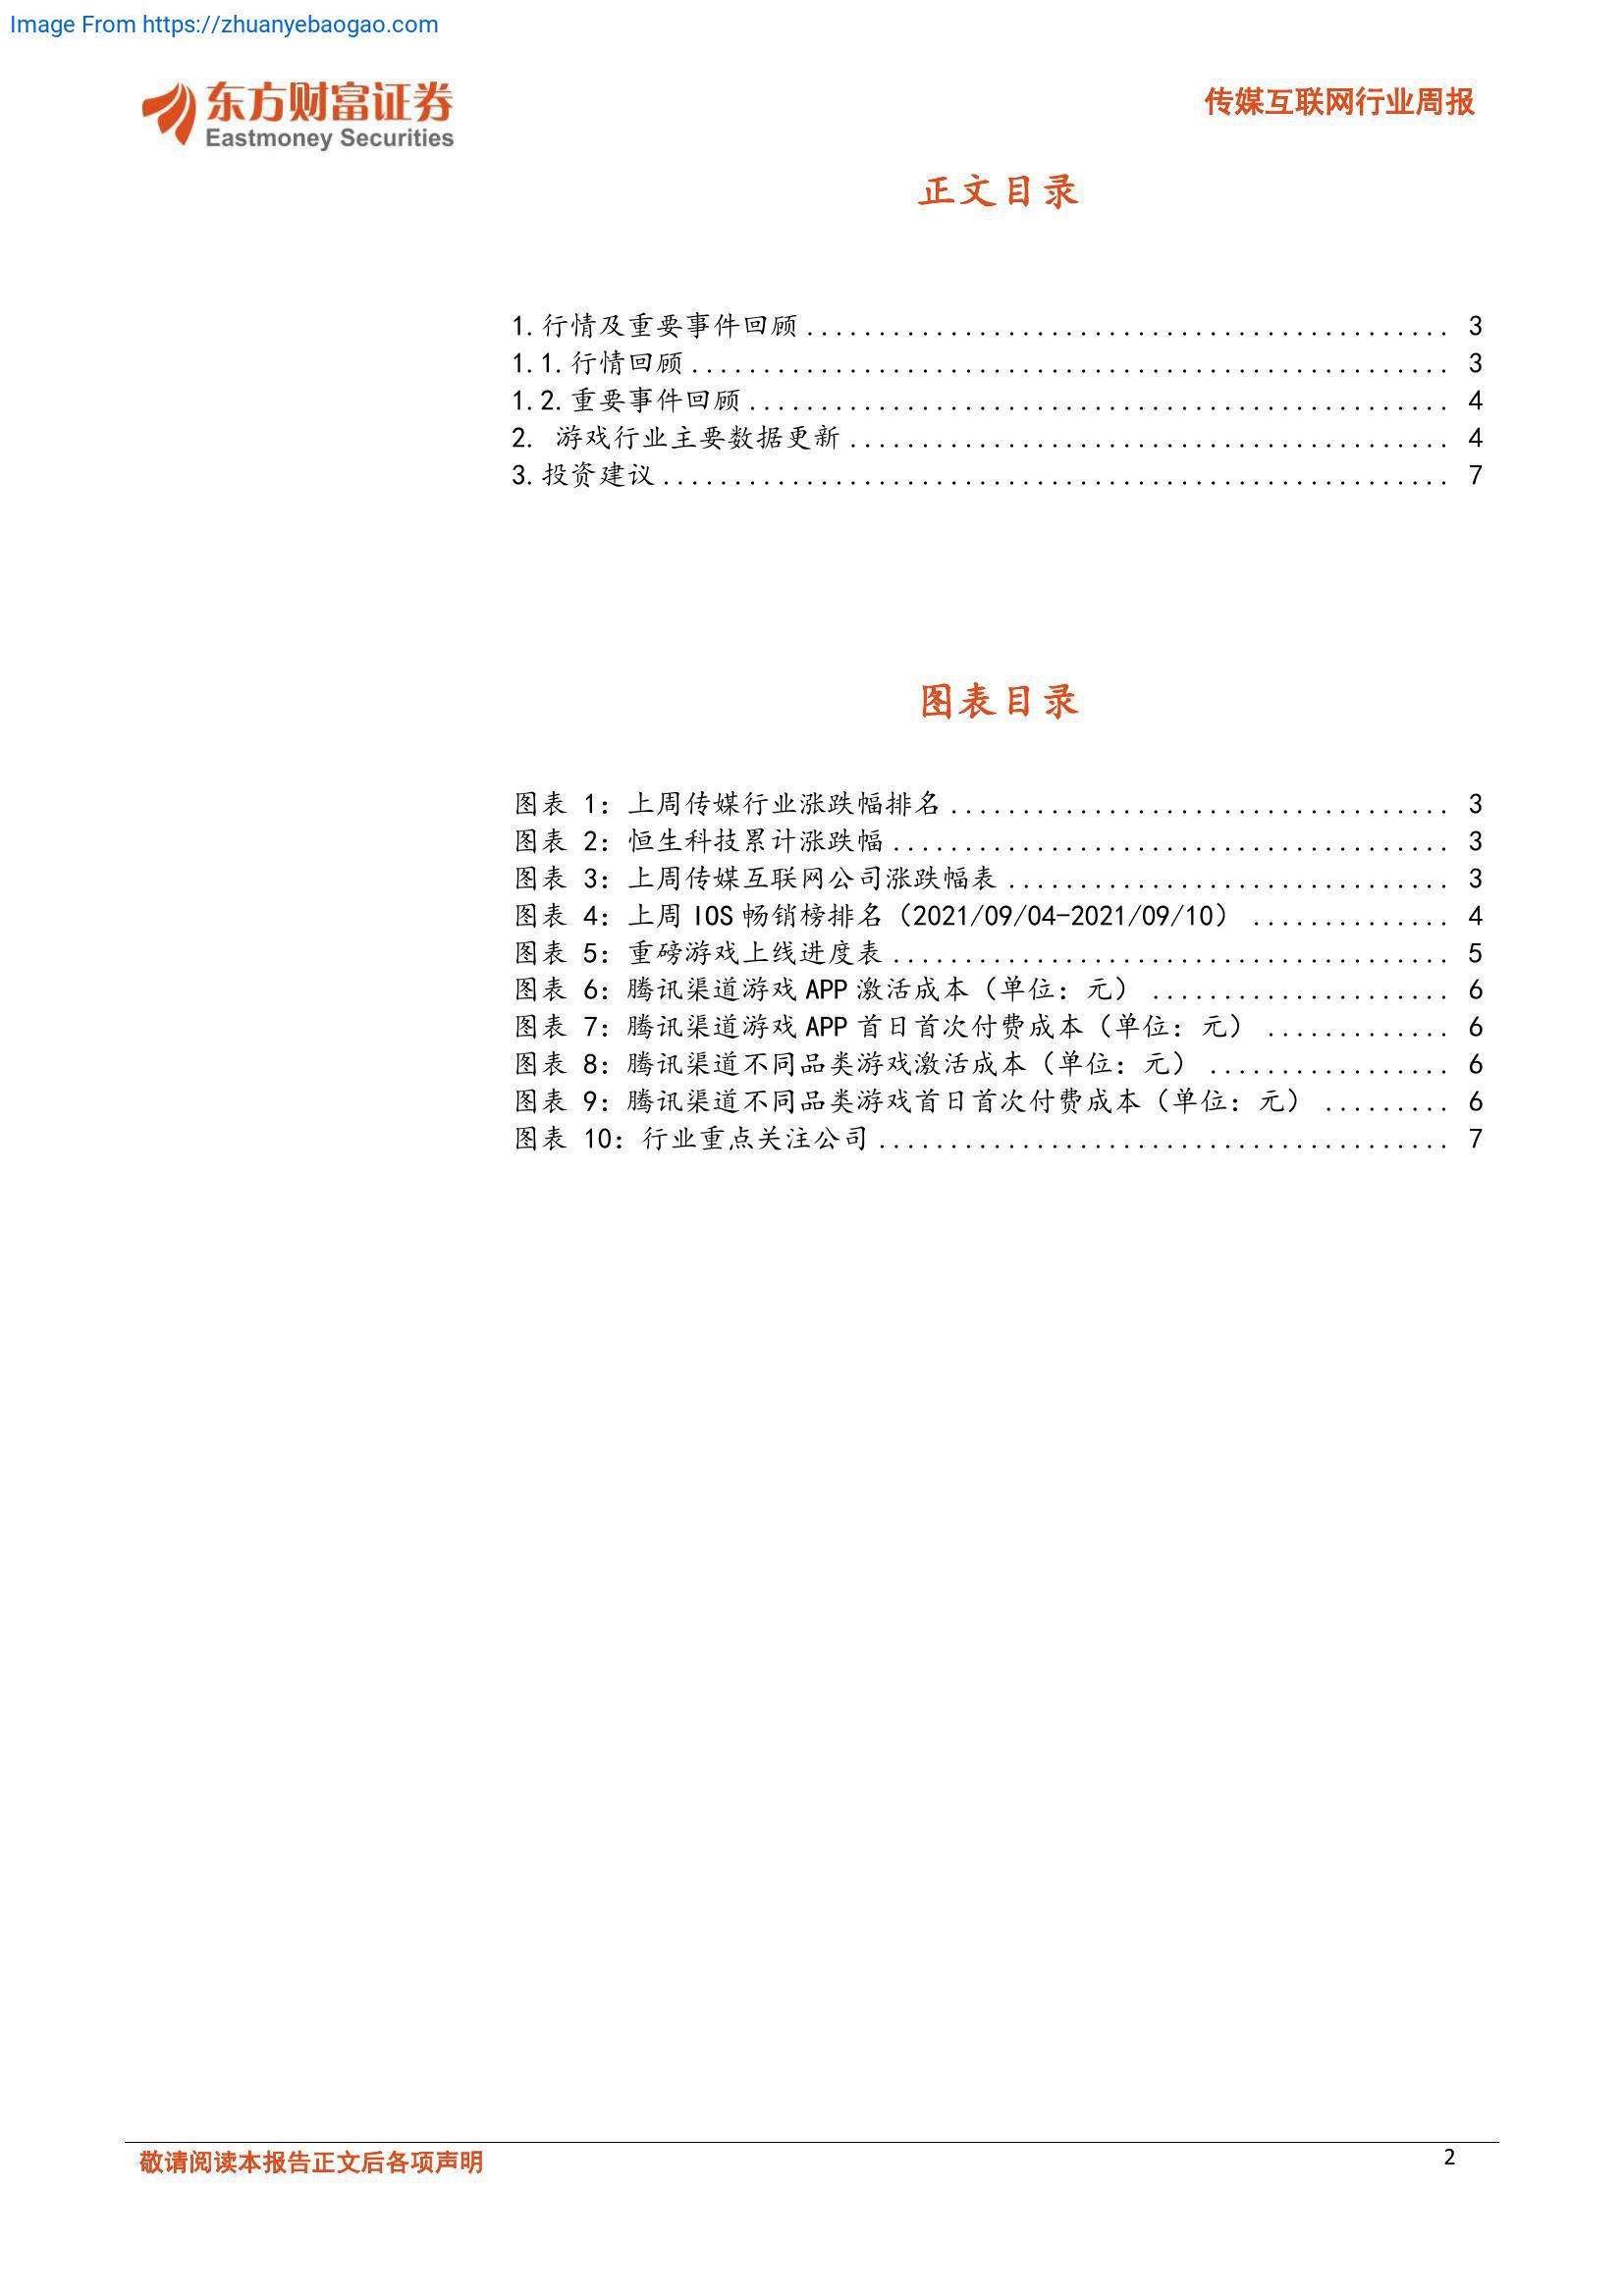 Image From https://zhuanyebaogao.com
东方财富证券
Eastmoney Securities
传媒互联网行业周报
正文目录
1.行情及重要事件回顾............................................. 3
1.1.行情回顾..................................................... 3
1.2.重要事件回顾................................................. 4
2. 游戏行业主要数据更新.......................................... 4
3.投资建议....................................................... 7
图表目录
图表 1：上周传媒行业涨跌幅排名................................... 3
图表 2：恒生科技累计涨跌幅....................................... 3
图表 3：上周传媒互联网公司涨跌幅表............................... 3
图表 4：上周 IOS 畅销榜排名（2021/09/04-2021/09/10）.............. 4
图表 5：重磅游戏上线进度表....................................... 5
图表 6：腾讯渠道游戏 APP 激活成本（单位：元）..................... 6
图表 7：腾讯渠道游戏 APP 首日首次付费成本（单位：元）............. 6
图表 8：腾讯渠道不同品类游戏激活成本（单位：元）................. 6
图表 9：腾讯渠道不同品类游戏首日首次付费成本（单位：元）......... 6
图表 10：行业重点关注公司........................................ 7
敬请阅读本报告正文后各项声明
2